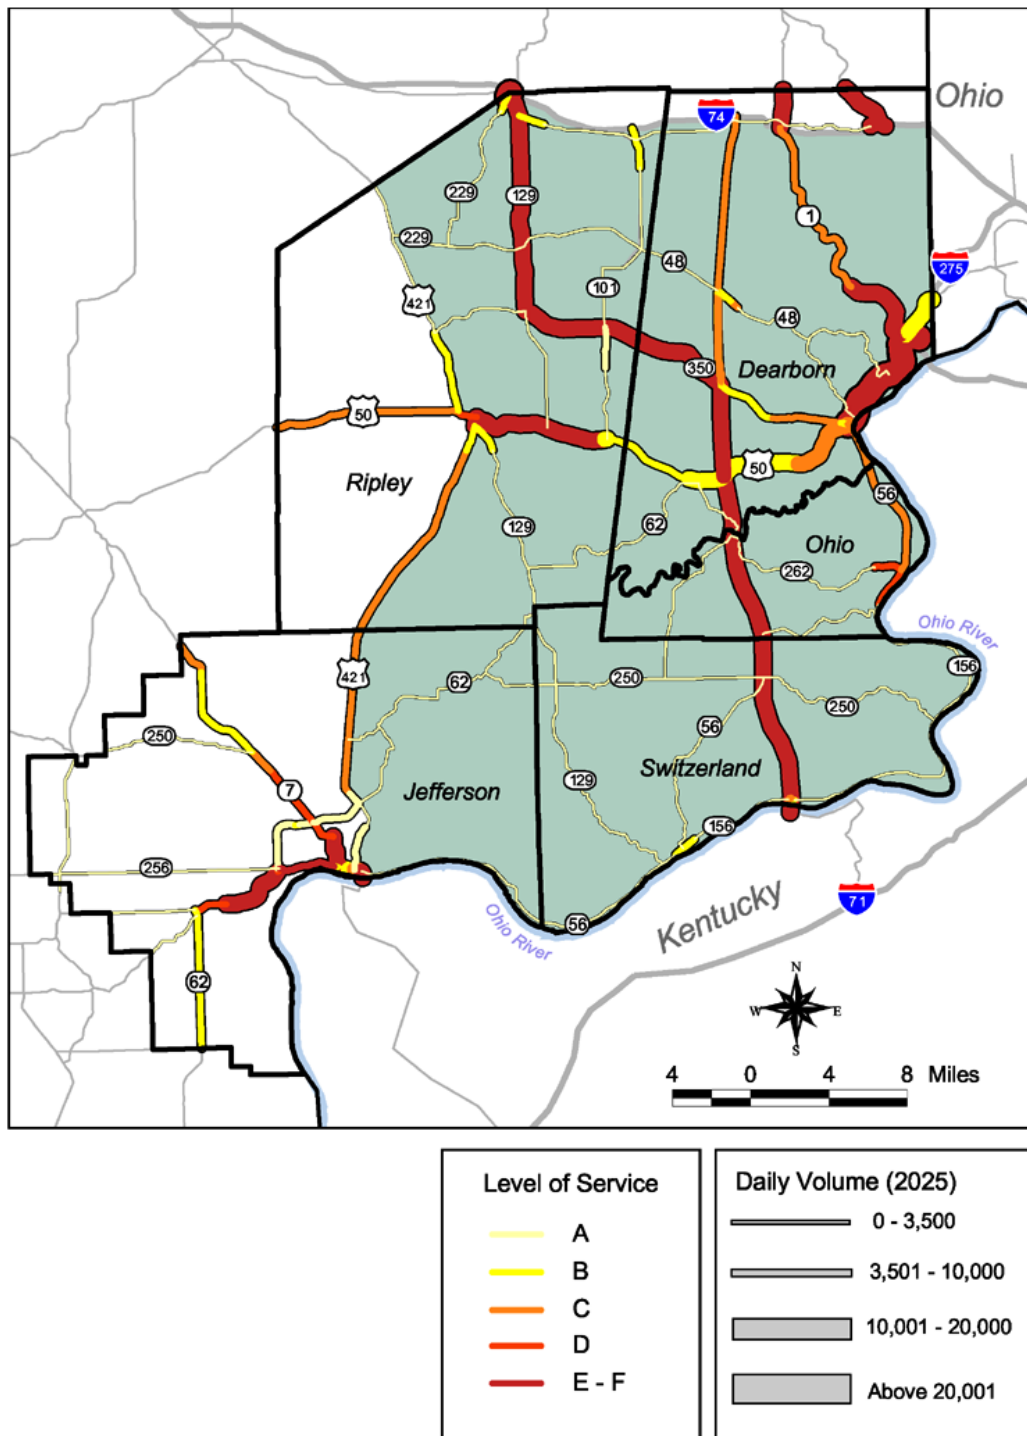 Ohio
74
275
1
129
229
229
48
101
421
48
350
Dearborn
50
50
Ripley
56
62
129
Ohio
262
Ohio River
156
421
62
250
250
56
250
7
Jefferson
129
Switzerland
156
256
56
Ohio River
Kentucky
71
62
N
W E
S
4 0 4 8 Miles
Level of Service
A
B
C
D
E - F
Daily Volume (2025)
0 - 3,500
3,501 - 10,000
10,001 - 20,000
Above 20,001